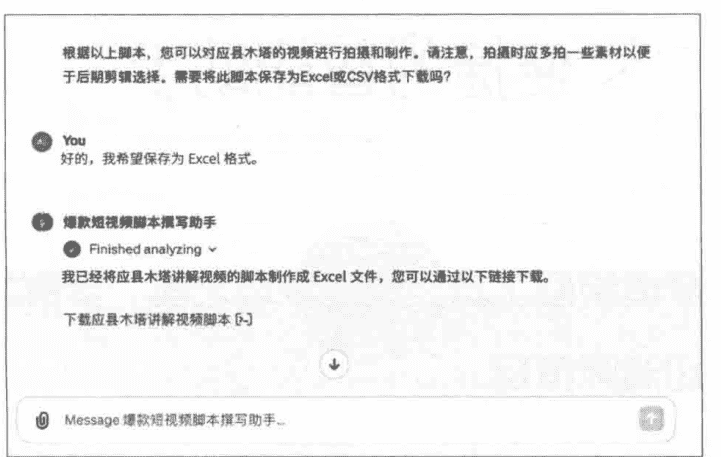 根据以上脚本，您可以对应县木塔的视频进行拍摄和制作。请注意，拍摄时应多拍一些素材以便
于后期剪辑选择。需要将此脚本保存为Excel或CSV格式下载吗？
You
好的，我希望保存为 Excel 格式。
爆款短视频脚本撰写助手
Finished analyzing
我已经将应县木塔讲解视频的脚本制作成 Excel 文件，您可以通过以下链接下载。
下载应县木塔讲解视频脚本 [>-]
Message 爆款短视频脚本撰写助手…